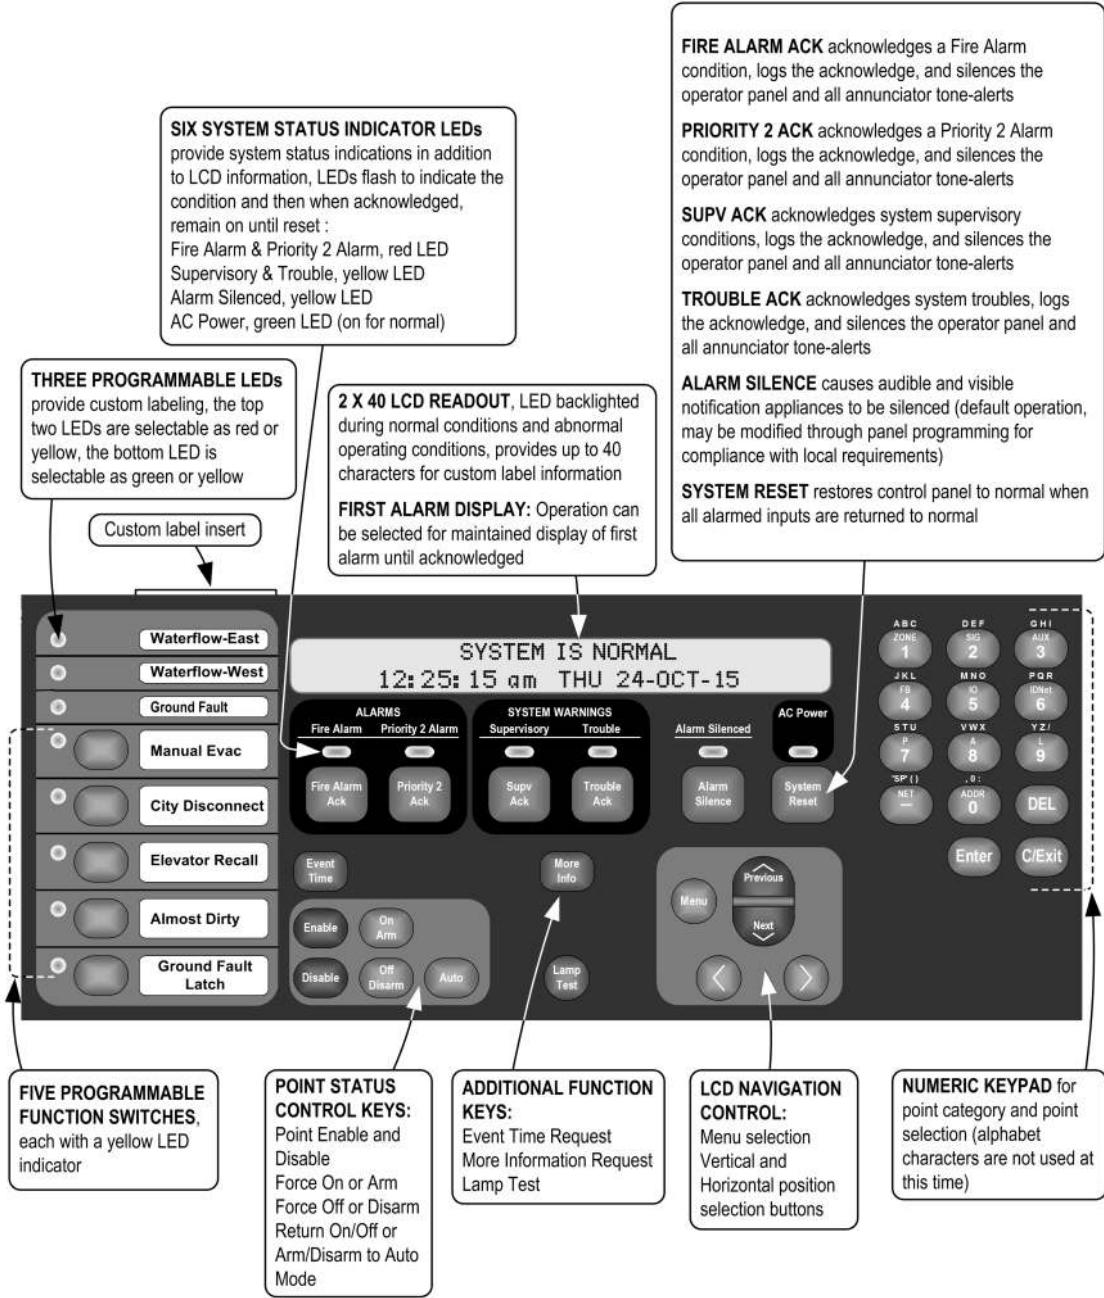 FIRE ALARM ACK acknowledges a Fire Alarm
condition, logs the acknowledge, and silences the
operator panel and all annunciator tone-alerts
PRIORITY 2 ACK acknowledges a Priority 2 Alarm
condition, logs the acknowledge, and silences the
operator panel and all annunciator tone-alerts
SUPV ACK acknowledges system supervisory
conditions, logs the acknowledge, and silences the
operator panel and all annunciator tone-alerts
TROUBLE ACK acknowledges system troubles, logs
the acknowledge, and silences the operator panel and
all annunciator tone-alerts
ALARM SILENCE causes audible and visible
notification appliances to be silenced (default operation,
may be modified through panel programming for
compliance with local requirements)
SYSTEM RESET restores control panel to normal when
all alarmed inputs are returned to normal
SIX SYSTEM STATUS INDICATOR LEDs
provide system status indications in addition
to LCD information, LEDs flash to indicate the
condition and then when acknowledged,
remain on until reset :
Fire Alarm & Priority 2 Alarm, red LED
Supervisory & Trouble, yellow LED
Alarm Silenced, yellow LED
AC Power, green LED (on for normal)
THREE PROGRAMMABLE LEDs
provide custom labeling, the top
two LEDs are selectable as red or
yellow, the bottom LED is
selectable as green or yellow
2 X 40 LCD READOUT, LED backlighted
during normal conditions and abnormal
operating conditions, provides up to 40
characters for custom label information
FIRST ALARM DISPLAY: Operation can
be selected for maintained display of first
alarm until acknowledged
Custom label insert
Waterflow-East
Waterflow-West
Ground Fault
Manual Evac
City Disconnect
Elevator Recall
Almost Dirty
Ground Fault
Latch
SYSTEM IS NORMAL
12:25:15 am THU 24-OCT-15
ALARMS
Fire Alarm Priority 2 Alarm
Fire Alarm
Ack
Priority 2
Ack
SYSTEM WARNINGS
Supervisory Trouble
Supv
Ack
Trouble
Ack
Alarm Silenced
Alarm
Silence
AC Power
System
Reset
Event
Time
More
Info
Enable
On
Arm
Disable
Off
Disarm
Auto
Lamp
Test
Menu
Previous
Next
ABC DEF GHI
ZONE SIG AUX
1 2 3
JKL MNO PQR
FB IO IDNet
4 5 6
STU VWX YZ/
P A L
7 8 9
"SP" ( ) , 0 :
NET ADDR
— 0 DEL
Enter C/Exit
FIVE PROGRAMMABLE
FUNCTION SWITCHES,
each with a yellow LED
indicator
POINT STATUS
CONTROL KEYS:
Point Enable and
Disable
Force On or Arm
Force Off or Disarm
Return On/Off or
Arm/Disarm to Auto
Mode
ADDITIONAL FUNCTION
KEYS:
Event Time Request
More Information Request
Lamp Test
LCD NAVIGATION
CONTROL:
Menu selection
Vertical and
Horizontal position
selection buttons
NUMERIC KEYPAD for
point category and point
selection (alphabet
characters are not used at
this time)